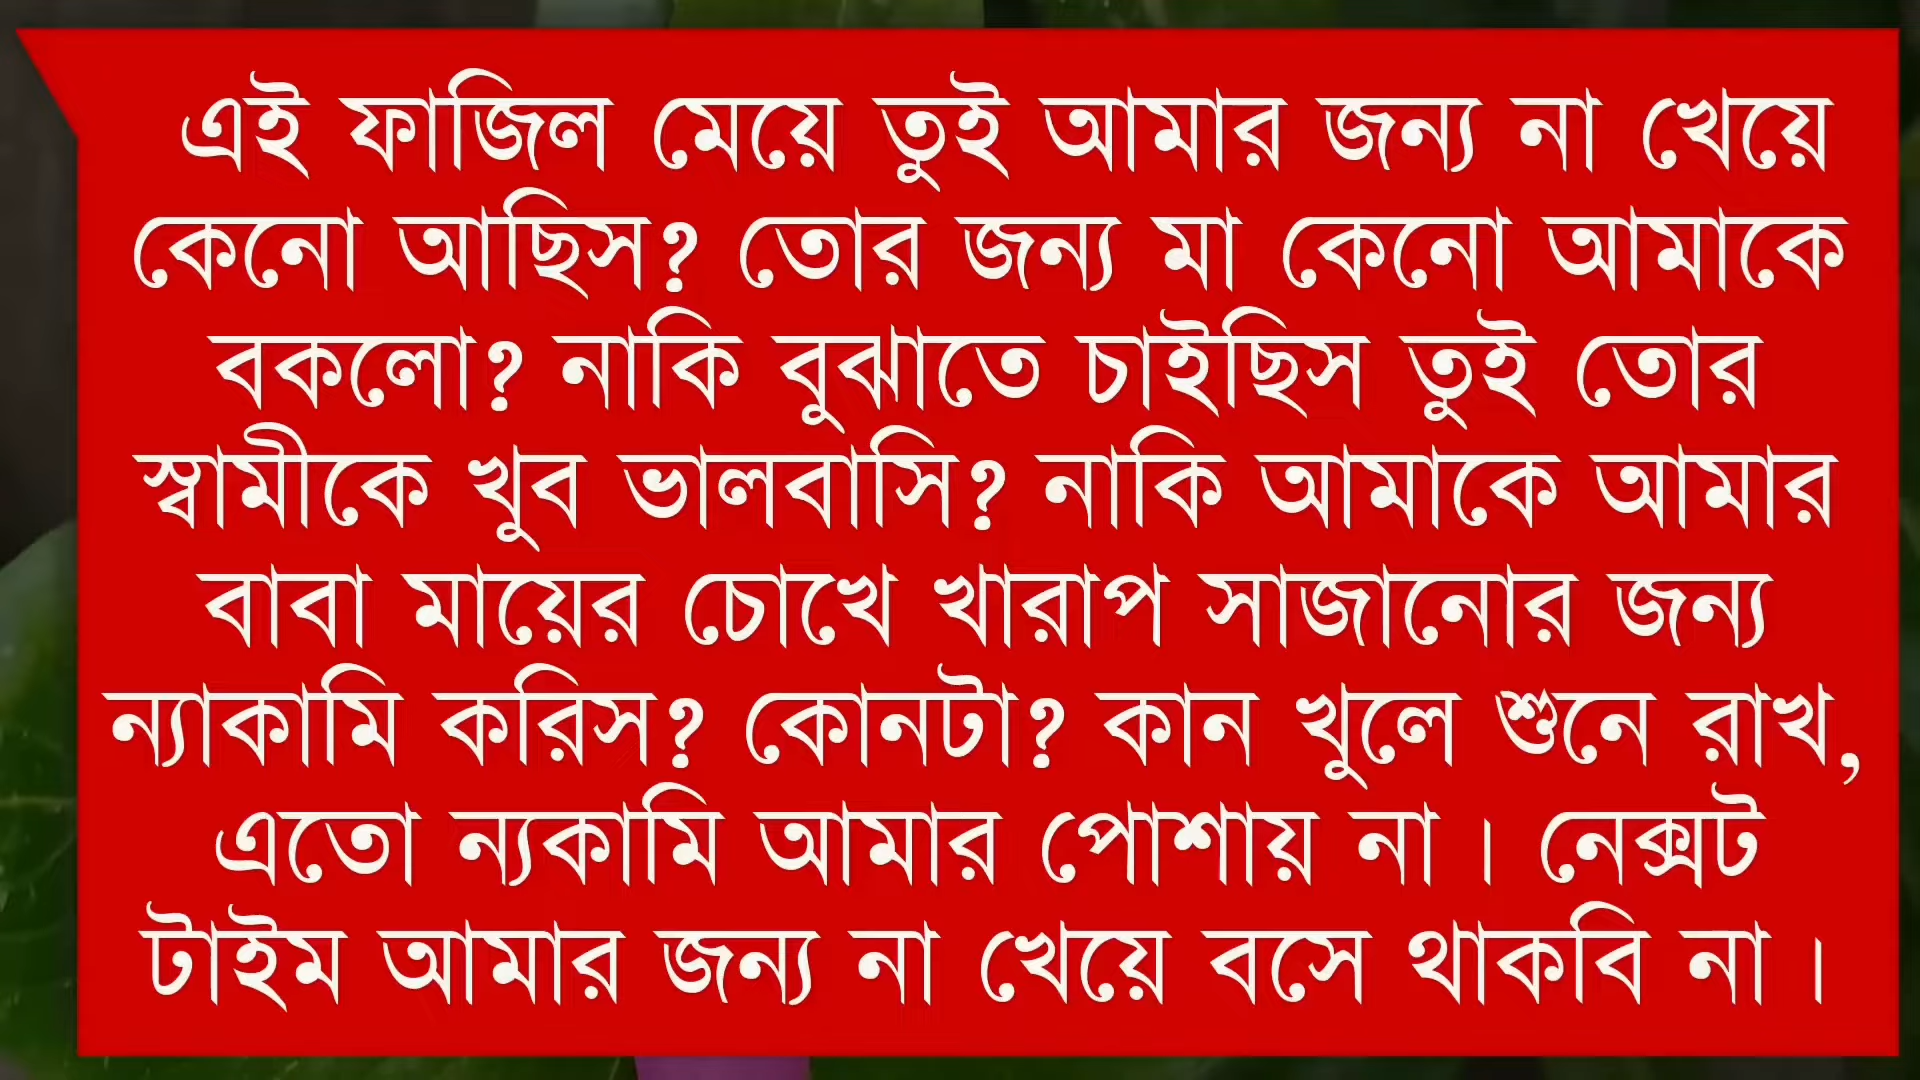 এই ফাজিল মেয়ে তুই আমার জন্য না খেয়ে
কেনো আছিস? তোর জন্য মা কেনো আমাকে
বকলো? নাকি বুঝাতে চাইছিস তুই তোর
স্বামীকে খুব ভালবাসি? নাকি আমাকে আমার
বাবা মায়ের চোখে খারাপ সাজানোর জন্য
ন্যাকামি করিস? কোনটা? কান খুলে শুনে রাখ,
এতো ন্যকামি আমার পোশায় না। নেক্সট
টাইম আমার জন্য না খেয়ে বসে থাকবি না।